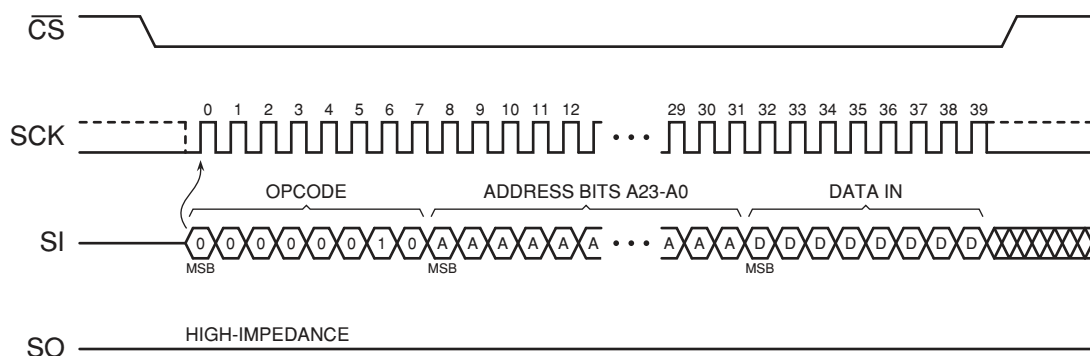 CS
0 1 2 3 4 5 6 7 8 9 10 11 12 29 30 31 32 33 34 35 36 37 38 39
SCK
OPCODE ADDRESS BITS A23-A0 DATA IN
SI 0 0 0 0 0 0 1 0 A A A A A A A A A D D D D D D D D
MSB MSB MSB
HIGH-IMPEDANCE
SO